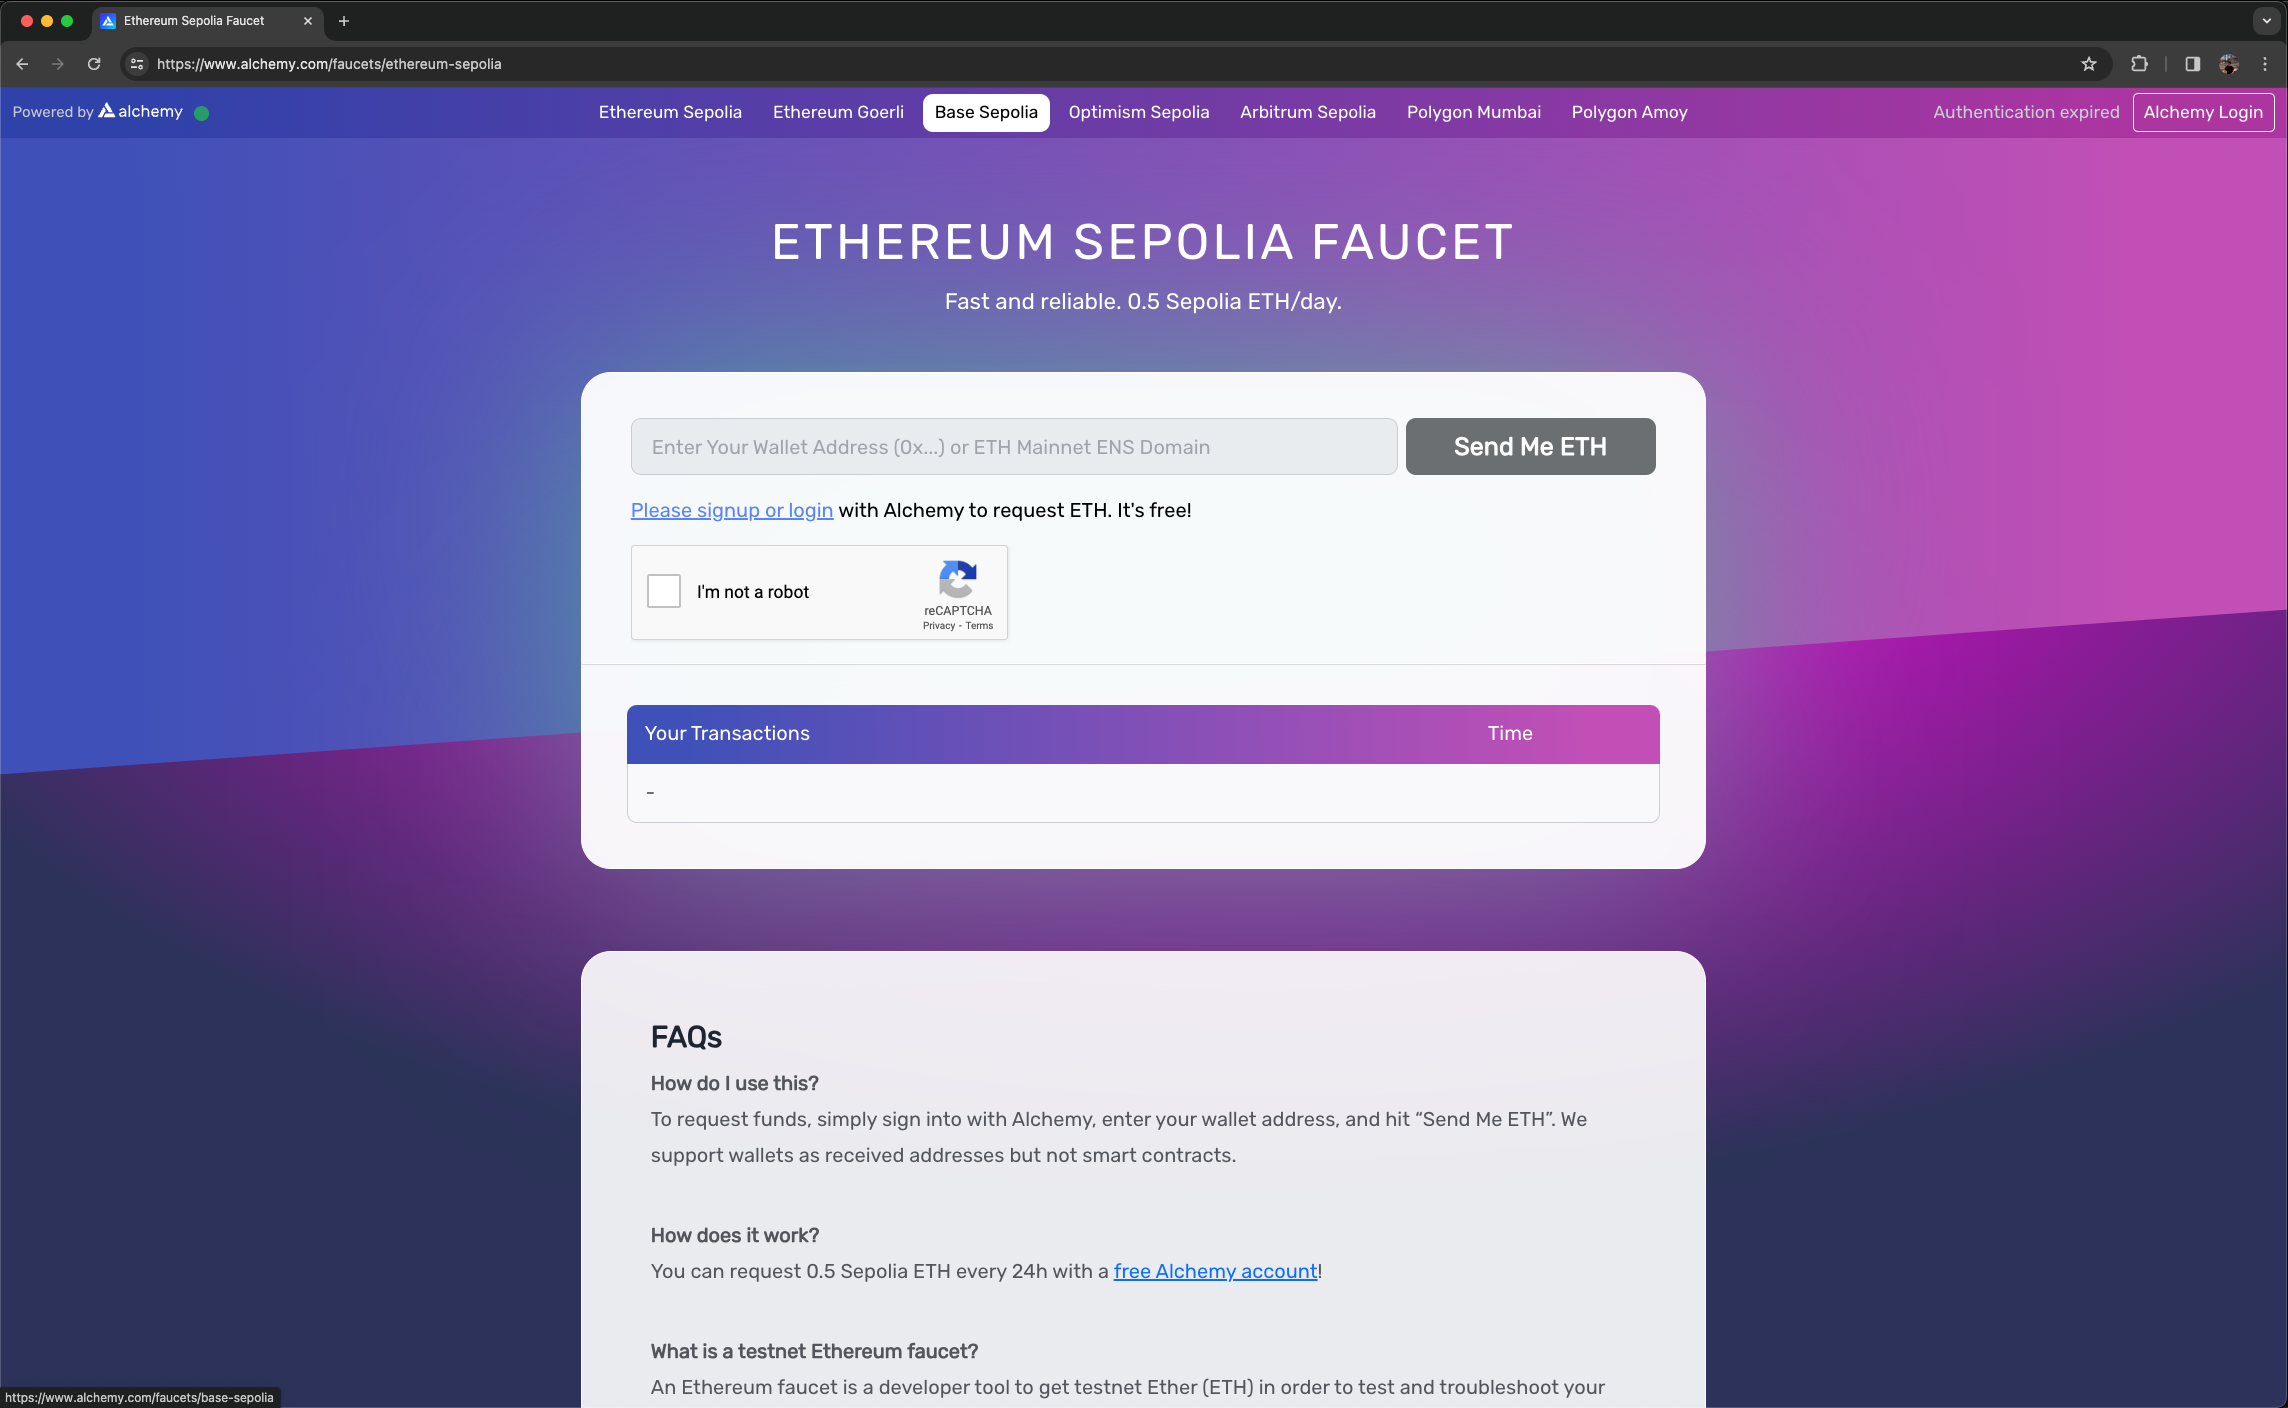 Ethereum Sepolia Faucet
https://www.alchemy.com/faucets/ethereum-sepolia
Powered by alchemy
Ethereum Sepolia
Ethereum Goerli
Base Sepolia
Optimism Sepolia
Arbitrum Sepolia
Polygon Mumbai
Polygon Amoy
Authentication expired
Alchemy Login
ETHEREUM SEPOLIA FAUCET
Fast and reliable. 0.5 Sepolia ETH/day.
Enter Your Wallet Address (0x...) or ETH Mainnet ENS Domain
Send Me ETH
Please signup or login with Alchemy to request ETH. It's free!
I'm not a robot
reCAPTCHA
Privacy - Terms
Your Transactions
Time
-
FAQs
How do I use this?
To request funds, simply sign into with Alchemy, enter your wallet address, and hit “Send Me ETH”. We
support wallets as received addresses but not smart contracts.
How does it work?
You can request 0.5 Sepolia ETH every 24h with a free Alchemy account!
What is a testnet Ethereum faucet?
An Ethereum faucet is a developer tool to get testnet Ether (ETH) in order to test and troubleshoot your
https://www.alchemy.com/faucets/base-sepolia